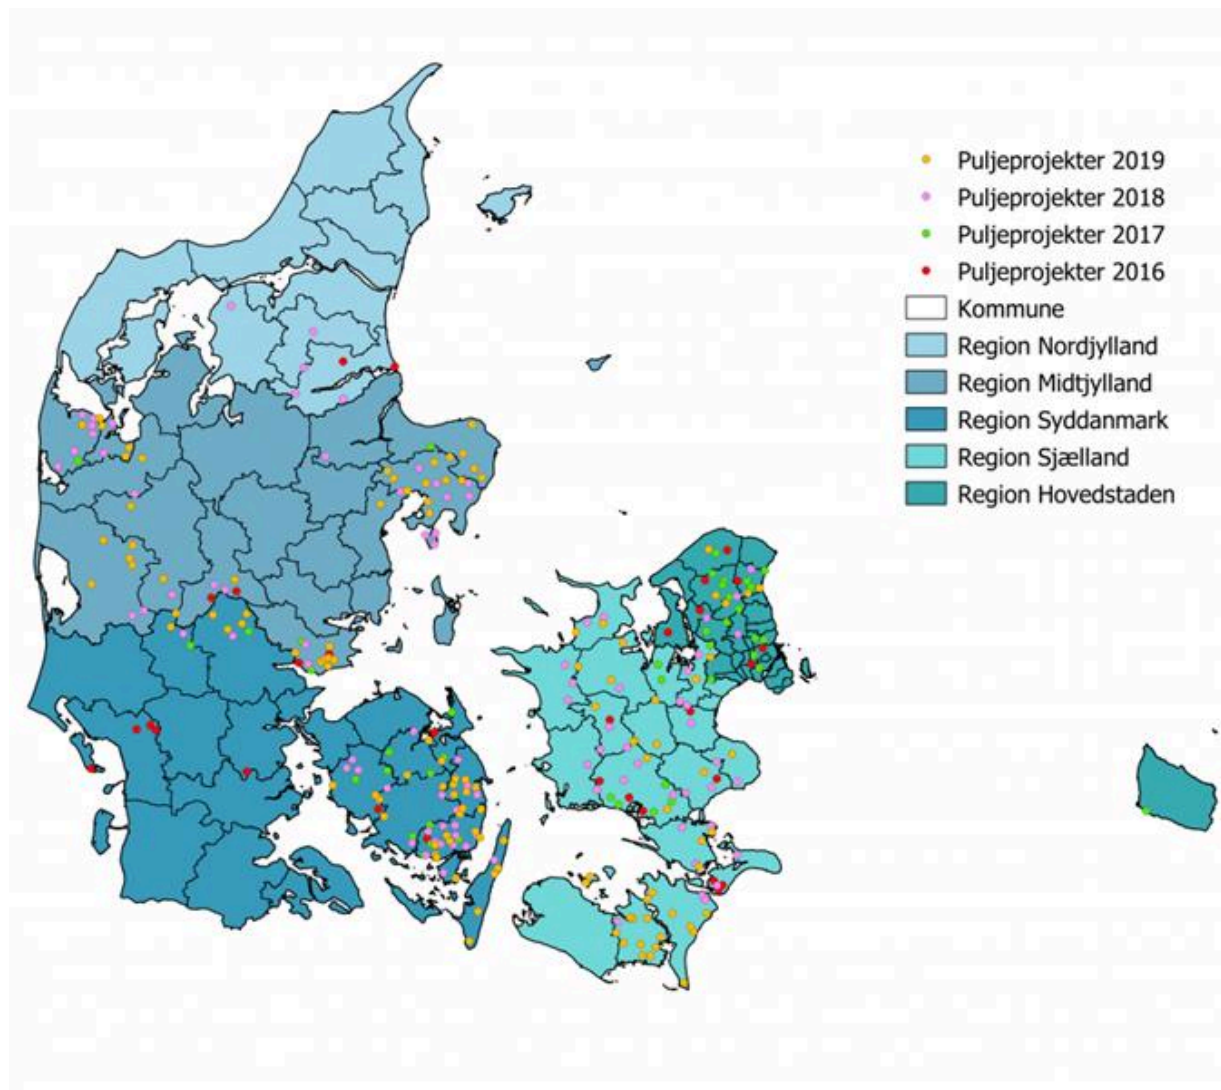 Puljeprojekter 2019
Puljeprojekter 2018
Puljeprojekter 2017
Puljeprojekter 2016
Kommune
Region Nordjylland
Region Midtjylland
Region Syddanmark
Region Sjælland
Region Hovedstaden